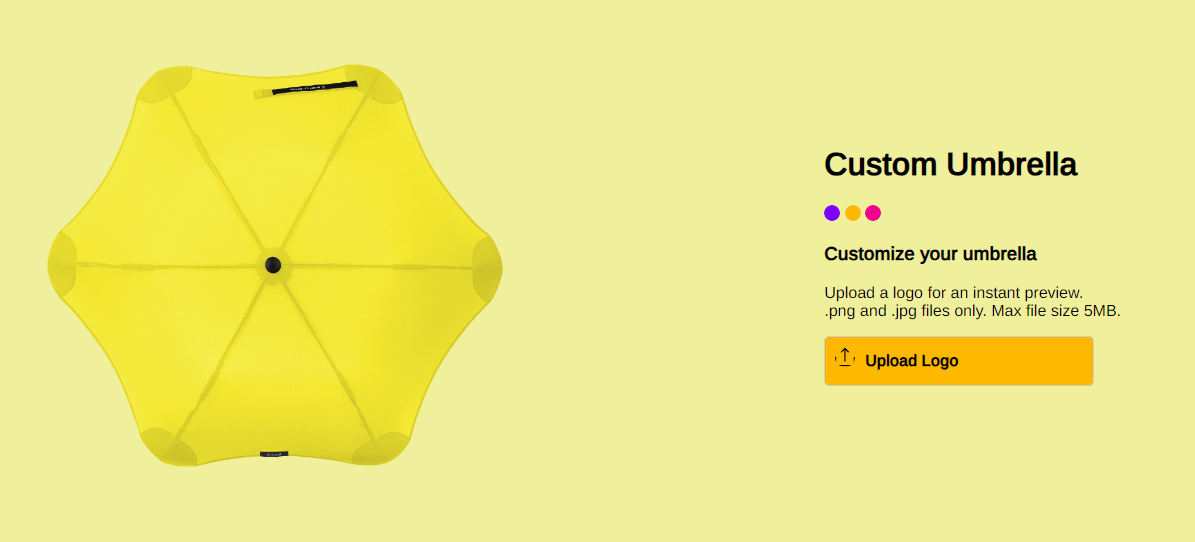 Custom Umbrella
Customize your umbrella
Upload a logo for an instant preview.
.png and .jpg files only. Max file size 5MB.
Upload Logo